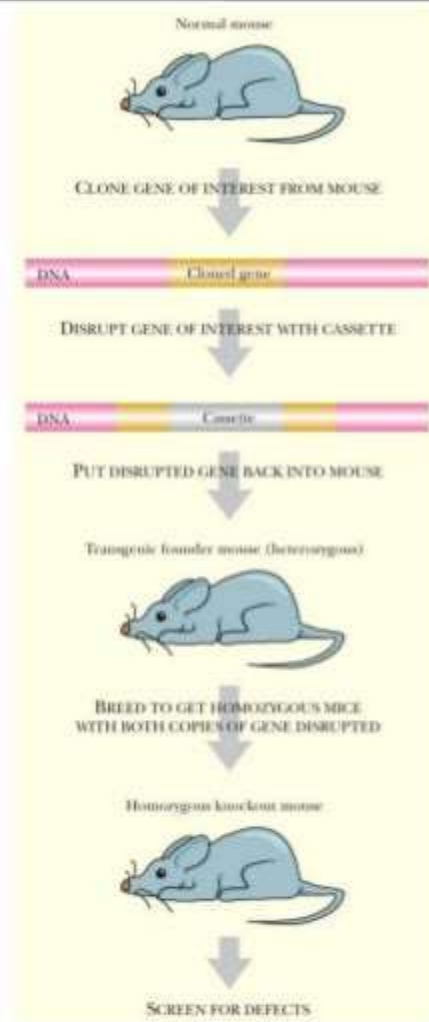 Normal mouse
CLONE GENE OF INTEREST FROM MOUSE
DNA Cloned gene
DISRUPT GENE OF INTEREST WITH CASSETTE
DNA Cassette
PUT DISRUPTED GENE BACK INTO MOUSE
Transgenic founder mouse (heterozygous)
BREED TO GET HOMOZYGOUS MICE
WITH BOTH COPIES OF GENE DISRUPTED
Homozygous knockout mouse
SCREEN FOR DEFECTS